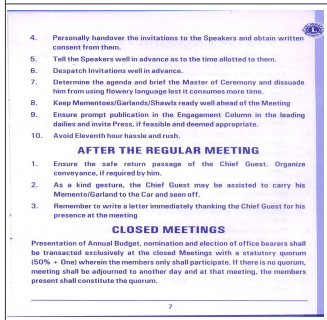 4. Personally handover the invitations to the Speakers and obtain written
consent from them.
5. Tell the Speakers well in advance as to the time allotted to them.
6. Despatch Invitations well in advance.
7. Determine the agenda and brief the Master of Ceremony and dissuade
him from using flowery language lest it consumes more time.
8. Keep Mementoes/Garlands/Shawls ready well ahead of the Meeting
9. Ensure prompt publication in the Engagement Column in the leading
dailies and invite Press, if feasible and deemed appropriate.
10. Avoid Eleventh hour hassle and rush.
AFTER THE REGULAR MEETING
1. Ensure the safe return passage of the Chief Guest. Organize
conveyance, if required by him.
2. As a kind gesture, the Chief Guest may be assisted to carry his
Memento/Garland to the Car and seen off.
3. Remember to write a letter immediately thanking the Chief Guest for his
presence at the meeting
CLOSED MEETINGS
Presentation of Annual Budget, nomination and election of office bearers shall
be transacted exclusively at the closed Meetings with a statutory quorum
(50% + One) wherein the members only shall participate. If there is no quorum,
meeting shall be adjourned to another day and at that meeting, the members
present shall constitute the quorum.
7